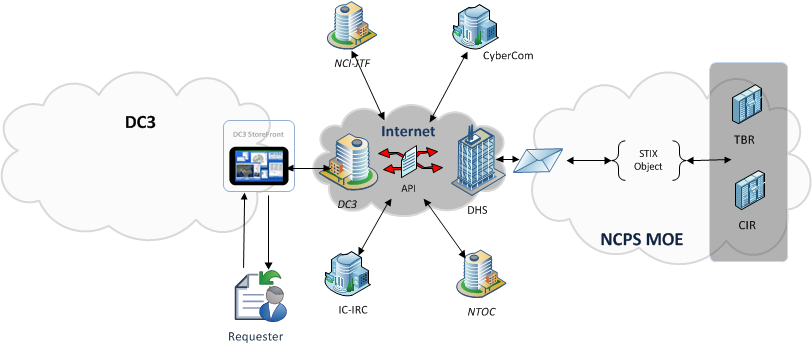 NCI-JTF
CyberCom
DC3
DC3 StoreFront
Internet
API
DC3
DHS
STIX
Object
TBR
CIR
NCPS MOE
IC-IRC
NTOC
Requester